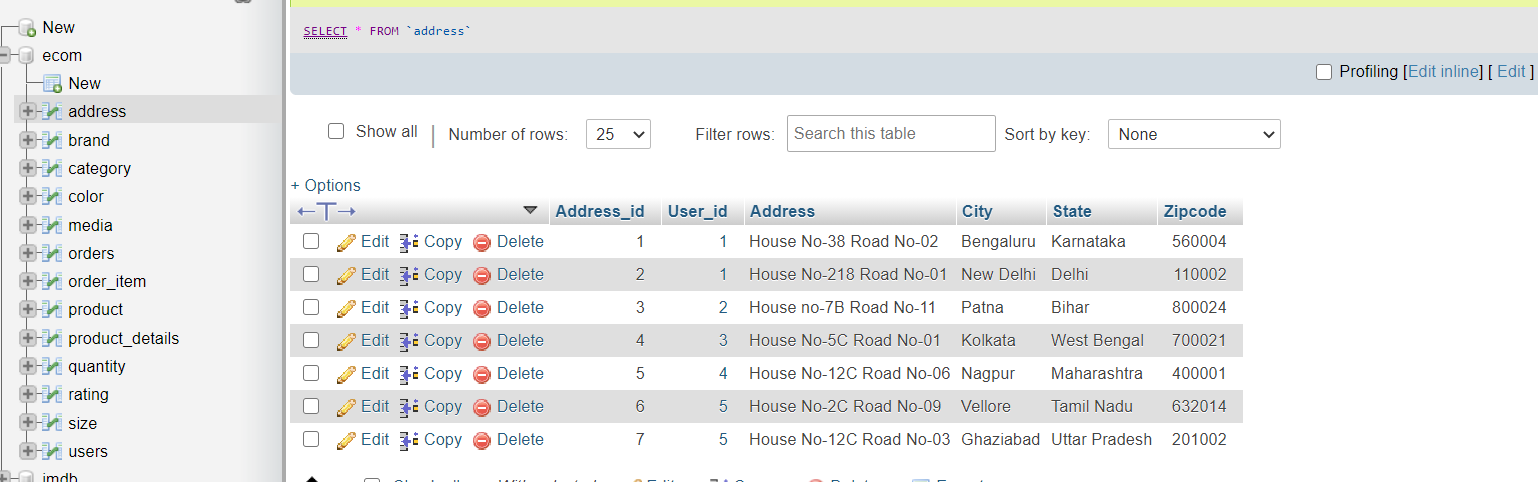 New
ecom
New
address
brand
category
color
media
orders
order_item
product
product_details
quantity
rating
size
users
imdb
SELECT * FROM `address`
Profiling [Edit inline] [ Edit ]
Show all | Number of rows: 25 Filter rows: Search this table Sort by key: None
+ Options
←T→ Address_id User_id Address City State Zipcode
Edit Copy Delete 1 1 House No-38 Road No-02 Bengaluru Karnataka 560004
Edit Copy Delete 2 1 House No-218 Road No-01 New Delhi Delhi 110002
Edit Copy Delete 3 2 House no-7B Road No-11 Patna Bihar 800024
Edit Copy Delete 4 3 House No-5C Road No-01 Kolkata West Bengal 700021
Edit Copy Delete 5 4 House No-12C Road No-06 Nagpur Maharashtra 400001
Edit Copy Delete 6 5 House No-2C Road No-09 Vellore Tamil Nadu 632014
Edit Copy Delete 7 5 House No-12C Road No-03 Ghaziabad Uttar Pradesh 201002